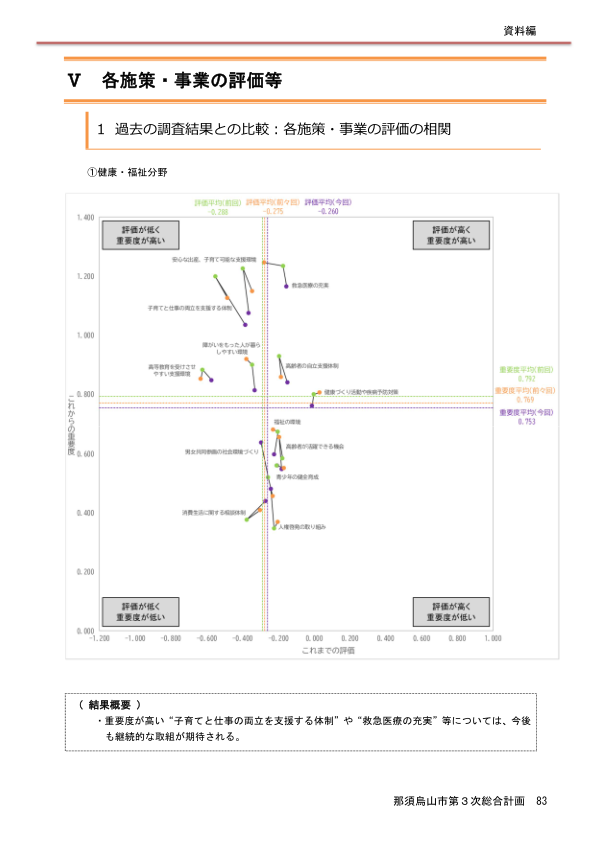 資料編
Ⅴ 各施策・事業の評価等
1 過去の調査結果との比較：各施策・事業の評価の相関
①健康・福祉分野
評価平均(前回) 評価平均(前々回) 評価平均(今回)
-0.288 -0.275 -0.260
1.400
評価が低く
重要度が高い
評価が高く
重要度が高い
安心な出産、子育て可能な支援環境
1.200
救急医療の充実
子育てと仕事の両立を支援する体制
1.000
障がいをもった人が暮ら
しやすい環境
高等教育を受けさせ
やすい支援環境
高齢者の自立支援体制
重要度平均(前回)
0.792
健康づくり活動や疾病予防対策
重要度平均(前々回)
0.769
0.800
重要度平均(今回)
0.753
これからの重要度
福祉の環境
男女共同参画の社会環境づくり
高齢者が活躍できる機会
0.600
青少年の健全育成
消費生活に関する相談体制
0.400
人権啓発の取り組み
0.200
評価が低く
重要度が低い
評価が高く
重要度が低い
0.000
-1.200 -1.000 -0.800 -0.600 -0.400 -0.200 0.000 0.200 0.400 0.600 0.800 1.000
これまでの評価
（ 結果概要 ）
・重要度が高い“子育てと仕事の両立を支援する体制”や“救急医療の充実”等については、今後
も継続的な取組が期待される。
那須烏山市第３次総合計画 83